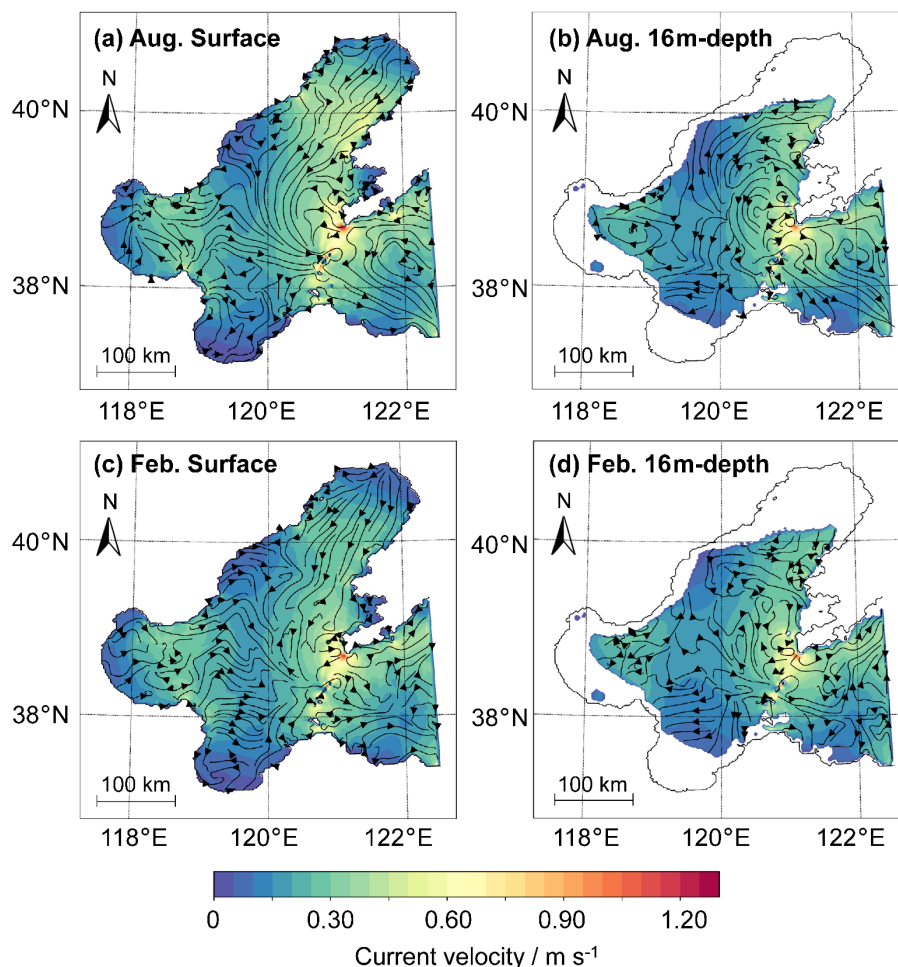 (a) Aug. Surface
(b) Aug. 16m-depth
N
N
40°N
40°N
38°N
38°N
100 km
100 km
118°E
120°E
122°E
118°E
120°E
122°E
(c) Feb. Surface
(d) Feb. 16m-depth
N
N
40°N
40°N
38°N
38°N
100 km
100 km
118°E
120°E
122°E
118°E
120°E
122°E
0
0.30
0.60
0.90
1.20
Current velocity / m s⁻¹